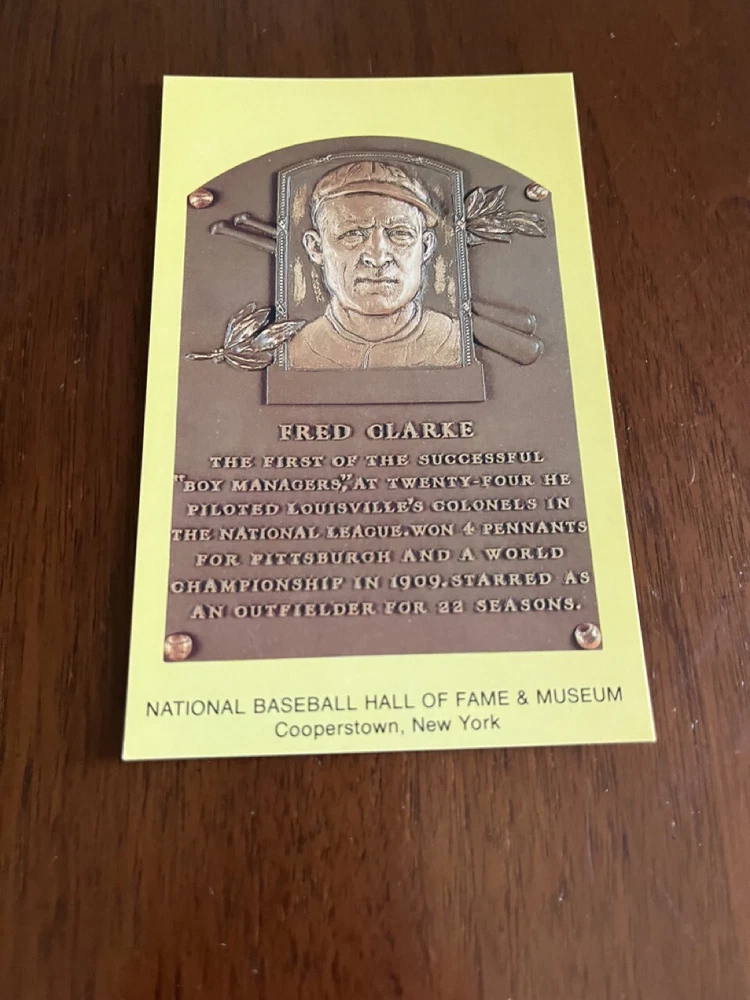 FRED CLARKE
THE FIRST OF THE SUCCESSFUL
"BOY MANAGERS," AT TWENTY-FOUR HE
PILOTED LOUISVILLE'S COLONELS IN
THE NATIONAL LEAGUE. WON 4 PENNANTS
FOR PITTSBURGH AND A WORLD
CHAMPIONSHIP IN 1909. STARRED AS
AN OUTFIELDER FOR 22 SEASONS.
NATIONAL BASEBALL HALL OF FAME & MUSEUM
Cooperstown, New York